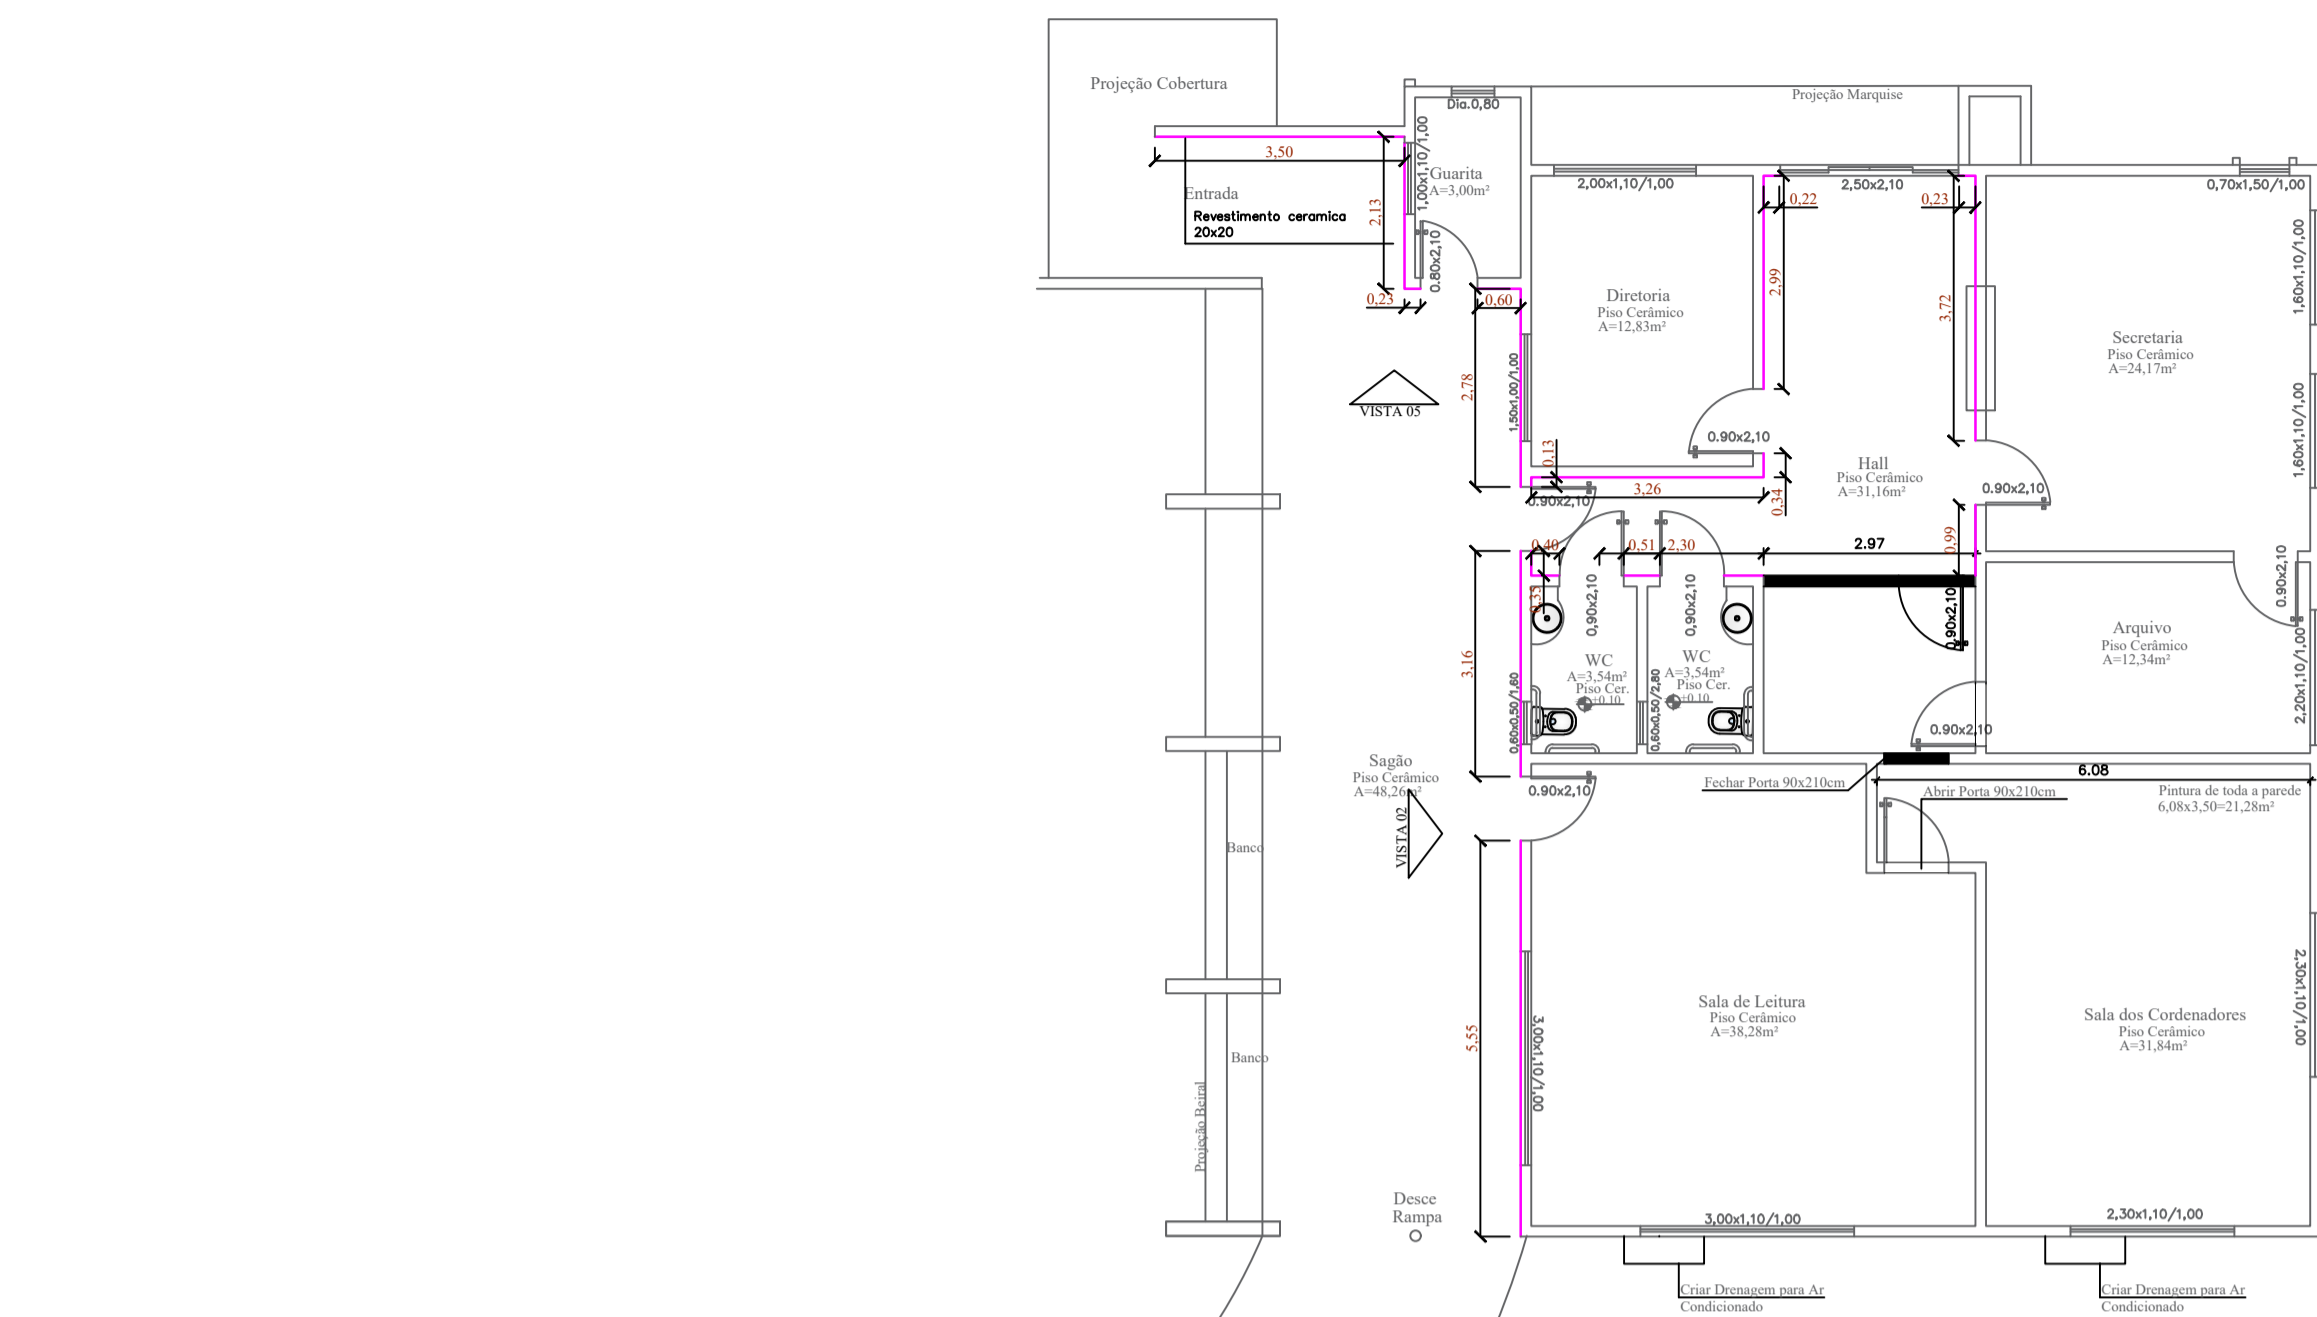 Projeção Cobertura
Projeção Marquise
Dia.0,80
1,00x1,10/1,00
3,50
Guarita
A=3,00m²
2,00x1,10/1,00
2,50x2,10
0,70x1,50/1,00
Entrada
Revestimento ceramica
20x20
2,13
0,22
0,23
0.80x2,10
1,60x1,10/1,00
2,99
3,72
0,23
0,60
Diretoria
Piso Cerâmico
A=12,83m²
Secretaria
Piso Cerâmico
A=24,17m²
2,78
1,50x1,00/1,00
VISTA 05
1,60x1,10/1,00
0.90x2,10
0,13
Hall
Piso Cerâmico
A=31,16m²
3,26
0,34
0.90x2,10
0.90x2,10
0,40
0,51
2,30
2.97
0,99
0,35
0,90x2,10
0,90x2,10
0,90x2,10
0.90x2,10
Arquivo
Piso Cerâmico
A=12,34m²
3,16
WC
A=3,54m²
Piso Cer.
+0,10
WC
A=3,54m²
Piso Cer.
+0,10
0,60x0,50/1,60
0,60x0,50/2,80
2,20x1,10/1,00
0.90x2,10
Sagão
Piso Cerâmico
A=48,26m²
0.90x2,10
Fechar Porta 90x210cm
6.08
Abrir Porta 90x210cm
Pintura de toda a parede
6,08x3,50=21,28m²
VISTA 02
Banco
Sala de Leitura
Piso Cerâmico
A=38,28m²
Sala dos Cordenadores
Piso Cerâmico
A=31,84m²
2,30x1,10/1,00
5,55
3,00x1,10/1,00
Banco
Projeção Beiral
Desce
Rampa
3,00x1,10/1,00
2,30x1,10/1,00
Criar Drenagem para Ar
Condicionado
Criar Drenagem para Ar
Condicionado